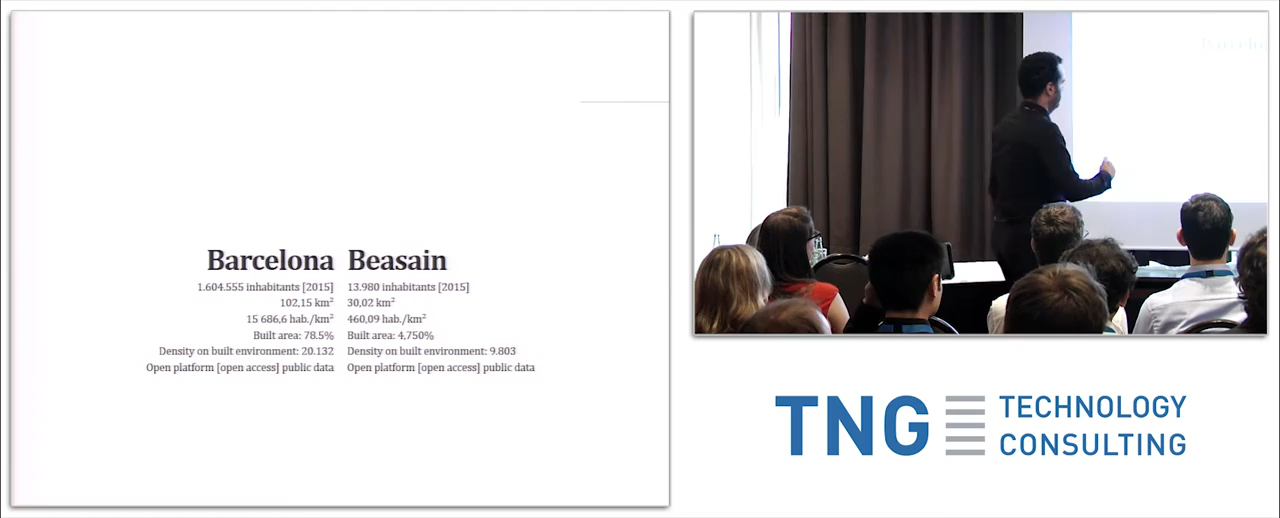 Barcelona Beasain
1.604.555 inhabitants [2015] 13.980 inhabitants [2015]
102,15 km² 30,02 km²
15 686,6 hab./km² 460,09 hab./km²
Built area: 78.5% Built area: 4,750%
Density on built environment: 20.132 Density on built environment: 9.803
Open platform [open access] public data Open platform [open access] public data
TNG TECHNOLOGY
CONSULTING